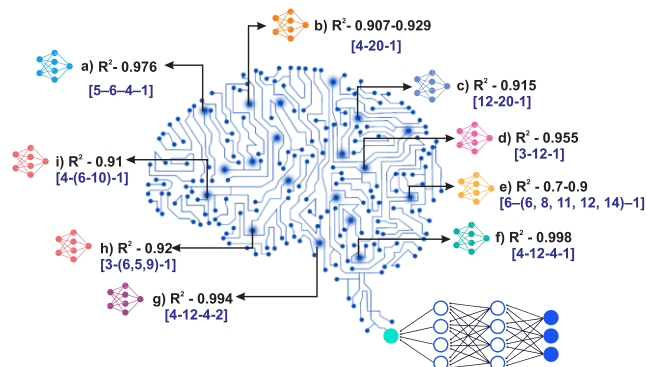 b) R²- 0.907-0.929
[4-20-1]
a) R²- 0.976
[5–6–4–1]
c) R² - 0.915
[12-20-1]
d) R² - 0.955
[3-12-1]
i) R² - 0.91
[4-(6-10)-1]
e) R² - 0.7-0.9
[6–(6, 8, 11, 12, 14)–1]
f) R² - 0.998
[4-12-4-1]
h) R² - 0.92
[3-(6,5,9)-1]
g) R² - 0.994
[4-12-4-2]